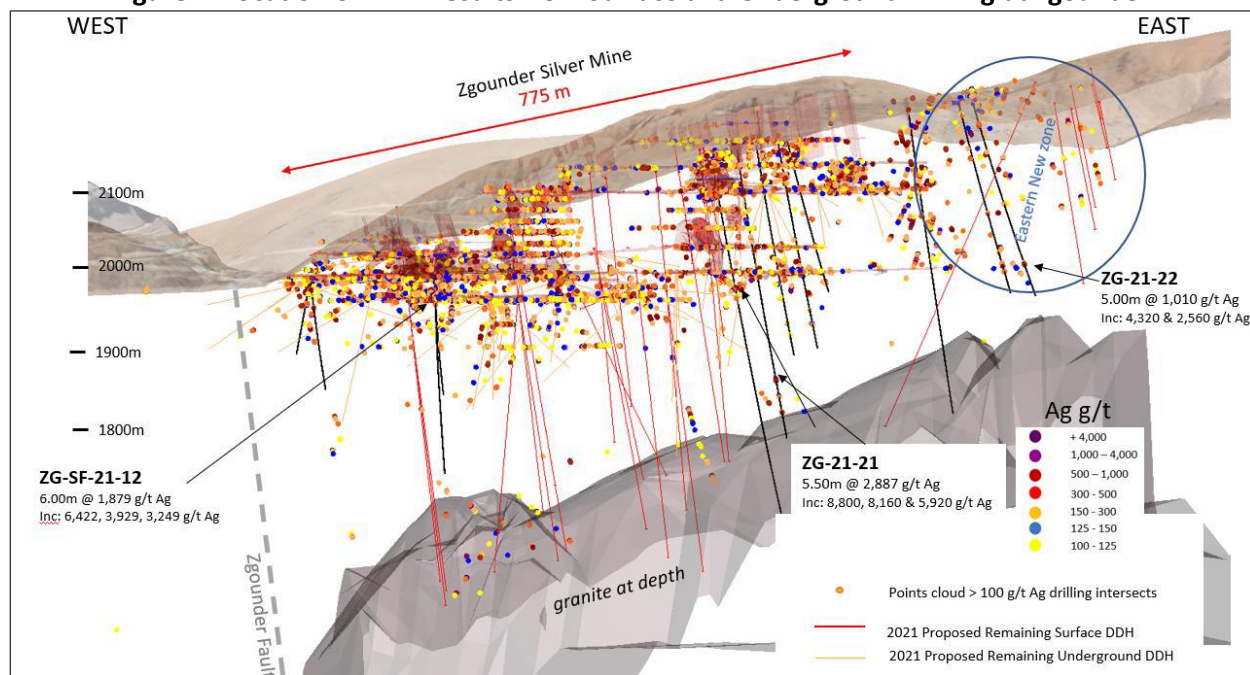 WEST
EAST
Zgounder Silver Mine
775 m
2100m
2000m
1900m
1800m
Eastern New zone
ZG-21-22
5.00m @ 1,010 g/t Ag
Inc: 4,320 & 2,560 g/t Ag
ZG-SF-21-12
6.00m @ 1,879 g/t Ag
Inc: 6,422, 3,929, 3,249 g/t Ag
ZG-21-21
5.50m @ 2,887 g/t Ag
Inc: 8,800, 8,160 & 5,920 g/t Ag
Zgounder Fault
granite at depth
Ag g/t
+ 4,000
1,000 – 4,000
500 – 1,000
300 - 500
150 - 300
125 - 150
100 - 125
Points cloud > 100 g/t Ag drilling intersects
2021 Proposed Remaining Surface DDH
2021 Proposed Remaining Underground DDH